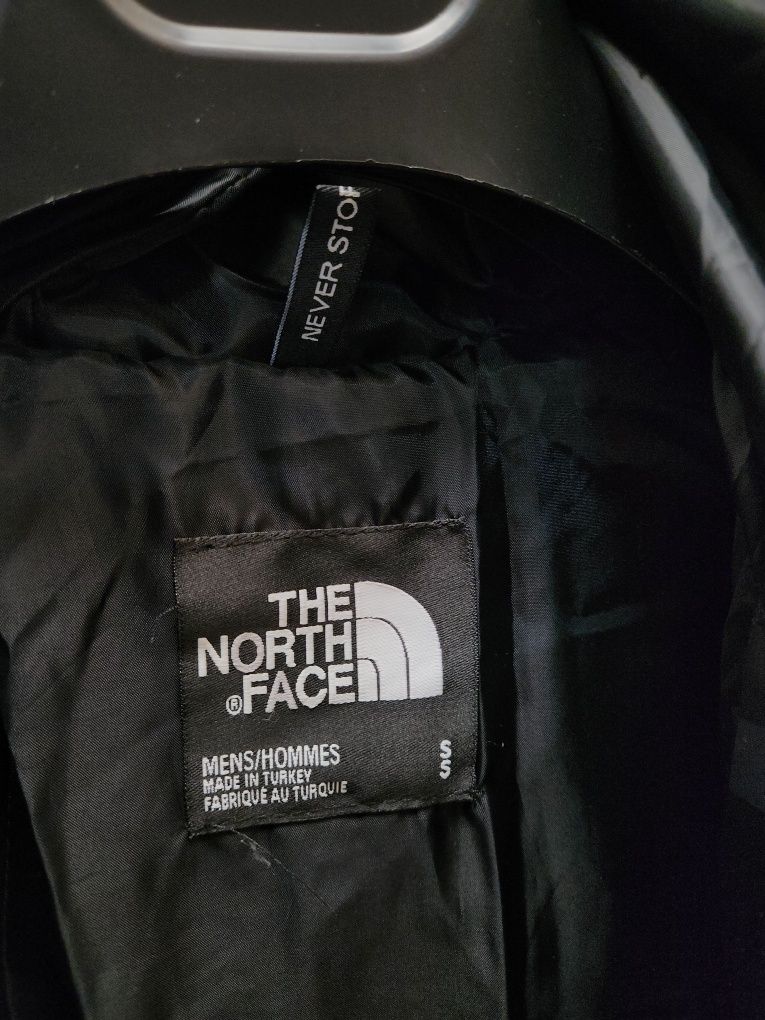 NEVER STOP
THE
NORTH
® FACE
MENS/HOMMES S
MADE IN TURKEY S
FABRIQUÉ AU TURQUIE